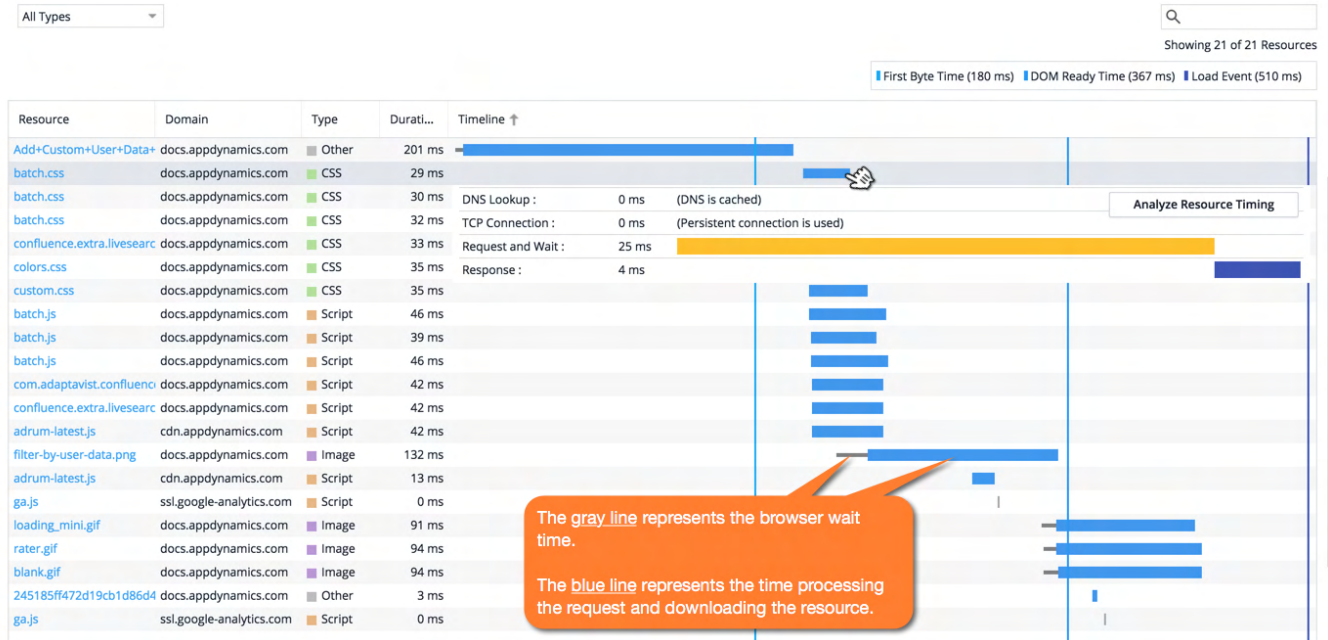 All Types
Showing 21 of 21 Resources
First Byte Time (180 ms) DOM Ready Time (367 ms) Load Event (510 ms)
Resource Domain Type Durati... Timeline
Add+Custom+User+Data+ docs.appdynamics.com Other 201 ms
batch.css docs.appdynamics.com CSS 29 ms
batch.css docs.appdynamics.com CSS 30 ms
batch.css docs.appdynamics.com CSS 32 ms
confluence.extra.livesearc docs.appdynamics.com CSS 33 ms
colors.css docs.appdynamics.com CSS 35 ms
custom.css docs.appdynamics.com CSS 35 ms
DNS Lookup : 0 ms (DNS is cached)
Analyze Resource Timing
TCP Connection : 0 ms (Persistent connection is used)
Request and Wait : 25 ms
Response : 4 ms
batch.js docs.appdynamics.com Script 46 ms
batch.js docs.appdynamics.com Script 39 ms
batch.js docs.appdynamics.com Script 46 ms
com.adaptavist.confluenc docs.appdynamics.com Script 42 ms
confluence.extra.livesearc docs.appdynamics.com Script 42 ms
adrum-latest.js cdn.appdynamics.com Script 42 ms
filter-by-user-data.png docs.appdynamics.com Image 132 ms
adrum-latest.js cdn.appdynamics.com Script 13 ms
ga.js ssl.google-analytics.com Script 0 ms
loading_mini.gif docs.appdynamics.com Image 91 ms
rater.gif docs.appdynamics.com Image 94 ms
blank.gif docs.appdynamics.com Image 94 ms
245185ff472d19cb1d86d4 docs.appdynamics.com Other 3 ms
ga.js ssl.google-analytics.com Script 0 ms
The gray line represents the browser wait
time.
The blue line represents the time processing
the request and downloading the resource.